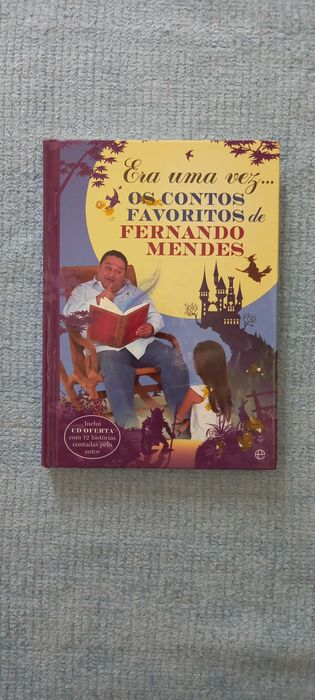 Era uma vez...
OS CONTOS
FAVORITOS de
FERNANDO
MENDES
Inclui
CD OFERTA
com 12 histórias
contadas pelo
autor